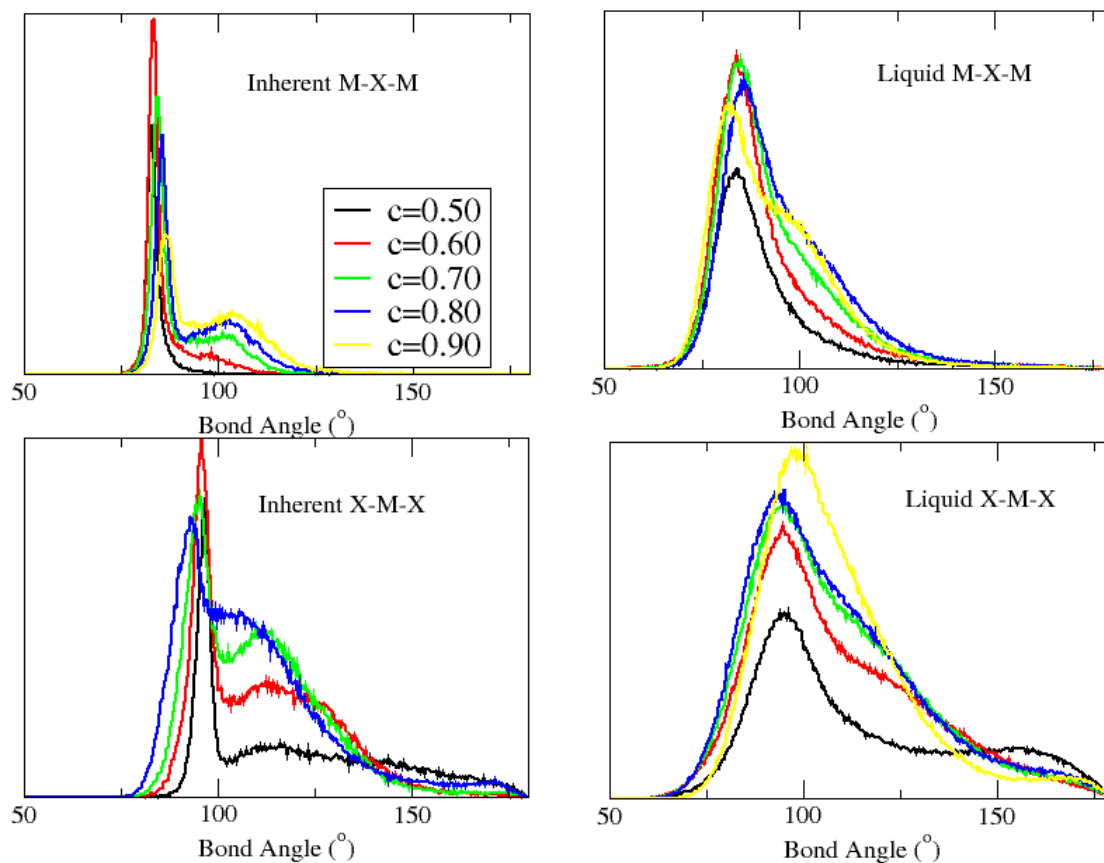 Inherent M-X-M
c=0.50
c=0.60
c=0.70
c=0.80
c=0.90
50 100 150
Bond Angle (°)
Liquid M-X-M
50 100 150
Bond Angle (°)
Inherent X-M-X
50 100 150
Bond Angle (°)
Liquid X-M-X
50 100 150
Bond Angle (°)